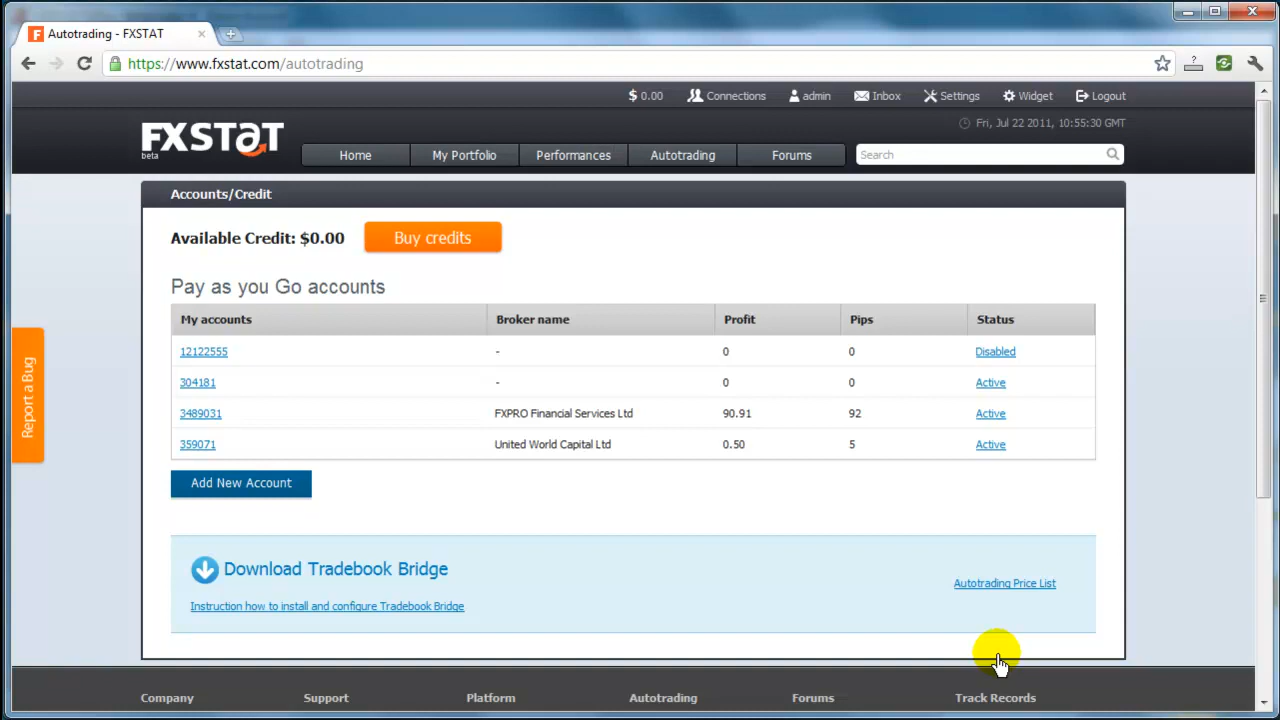 Autotrading - FXSTAT
https://www.fxstat.com/autotrading
$ 0.00 Connections admin Inbox Settings Widget Logout
Fri, Jul 22 2011, 10:55:30 GMT
FXSTAT
beta
Home My Portfolio Performances Autotrading Forums Search
Accounts/Credit
Available Credit: $0.00 Buy credits
Pay as you Go accounts
My accounts Broker name Profit Pips Status
12122555 - 0 0 Disabled
304181 - 0 0 Active
3489031 FXPRO Financial Services Ltd 90.91 92 Active
359071 United World Capital Ltd 0.50 5 Active
Add New Account
Report a Bug
Download Tradebook Bridge
Autotrading Price List
Instruction how to install and configure Tradebook Bridge
Company Support Platform Autotrading Forums Track Records